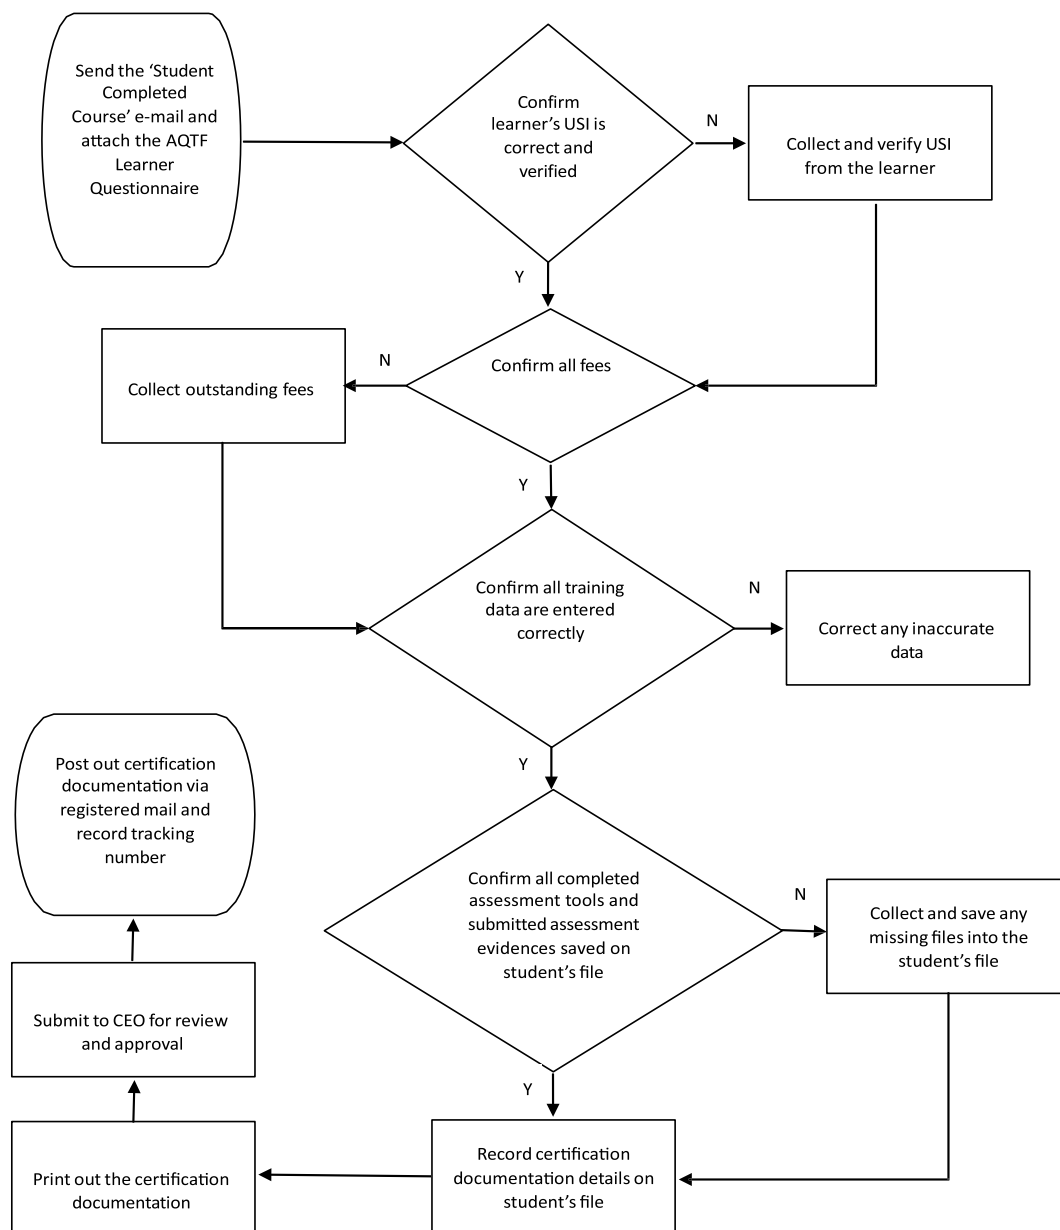 Send the ‘Student
Completed
Course’ e-mail and
attach the AQTF
Learner
Questionnaire
Confirm
learner’s USI is
correct and
verified
N
Collect and verify USI
from the learner
Y
Confirm all fees
N
Collect outstanding fees
Y
Confirm all training
data are entered
correctly
N
Correct any inaccurate
data
Y
Confirm all completed
assessment tools and
submitted assessment
evidences saved on
student’s file
N
Collect and save any
missing files into the
student’s file
Y
Record certification
documentation details on
student’s file
Print out the certification
documentation
Submit to CEO for review
and approval
Post out certification
documentation via
registered mail and
record tracking
number